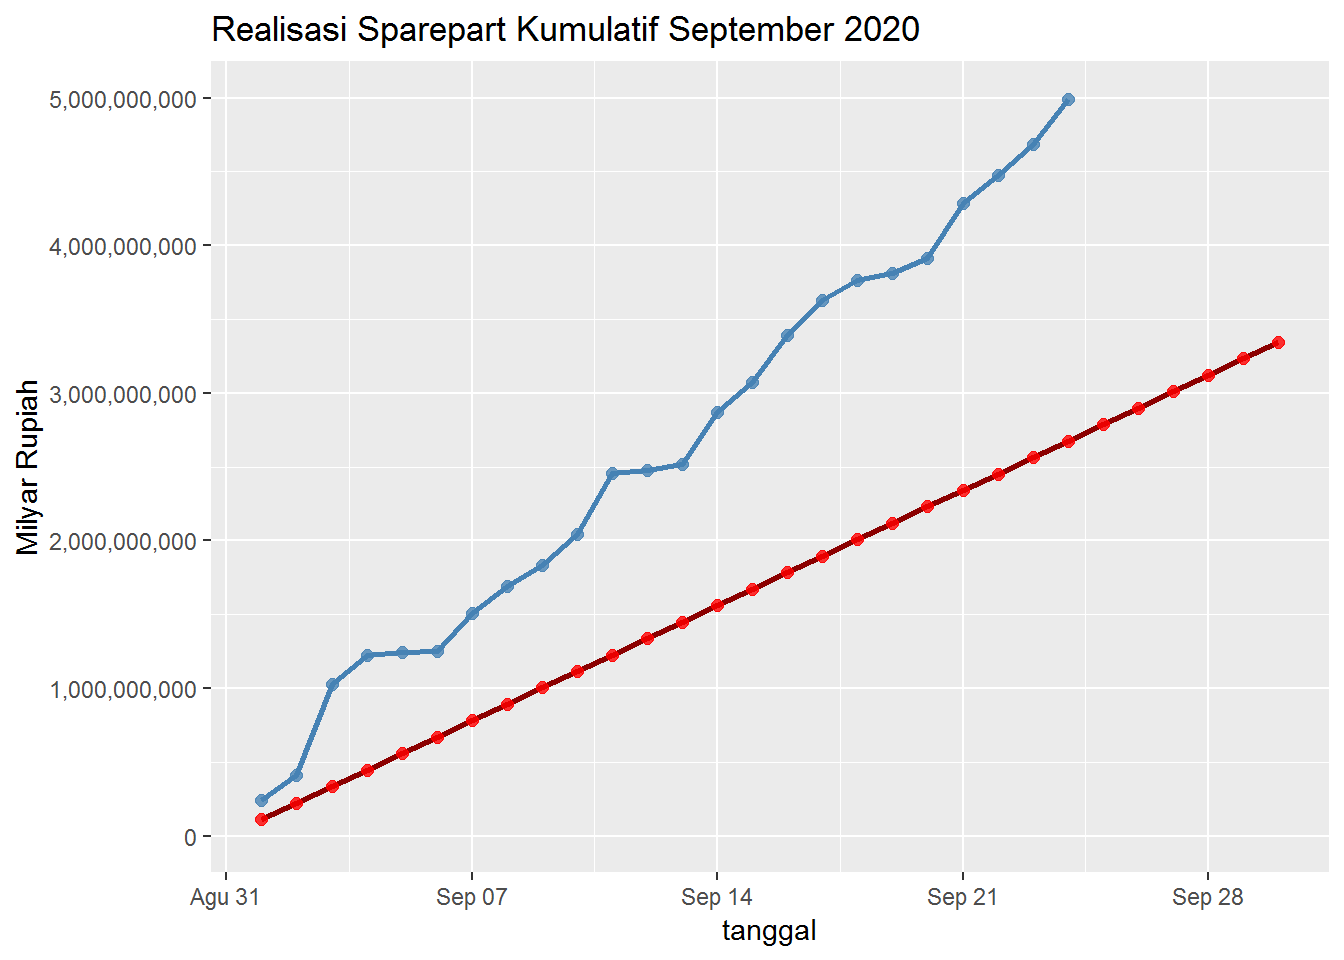 Realisasi Sparepart Kumulatif September 2020
5,000,000,000
4,000,000,000
3,000,000,000
2,000,000,000
1,000,000,000
0
Milyar Rupiah
Agu 31
Sep 07
Sep 14
Sep 21
Sep 28
tanggal